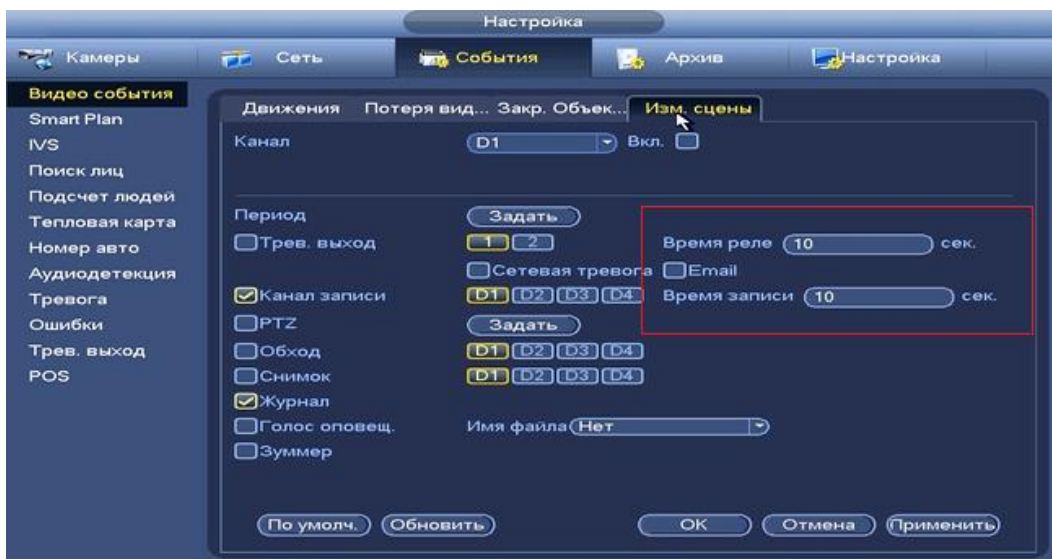 Настройка
Камеры Сеть События Архив Настройка
Видео события
Smart Plan
IVS
Поиск лиц
Подсчет людей
Тепловая карта
Номер авто
Аудиодетекция
Тревога
Ошибки
Трев. выход
POS
Движения Потеря вид... Закр. Объек... Изм. сцены
Канал D1 Вкл.
Период Задать
Трев. выход 1 2 Время реле 10 сек.
Сетевая тревога Email
Канал записи D1 D2 D3 D4 Время записи 10 сек.
PTZ Задать
Обход D1 D2 D3 D4
Снимок D1 D2 D3 D4
Журнал
Голос оповещ. Имя файла Нет
Зуммер
По умолч. Обновить OK Отмена Применить